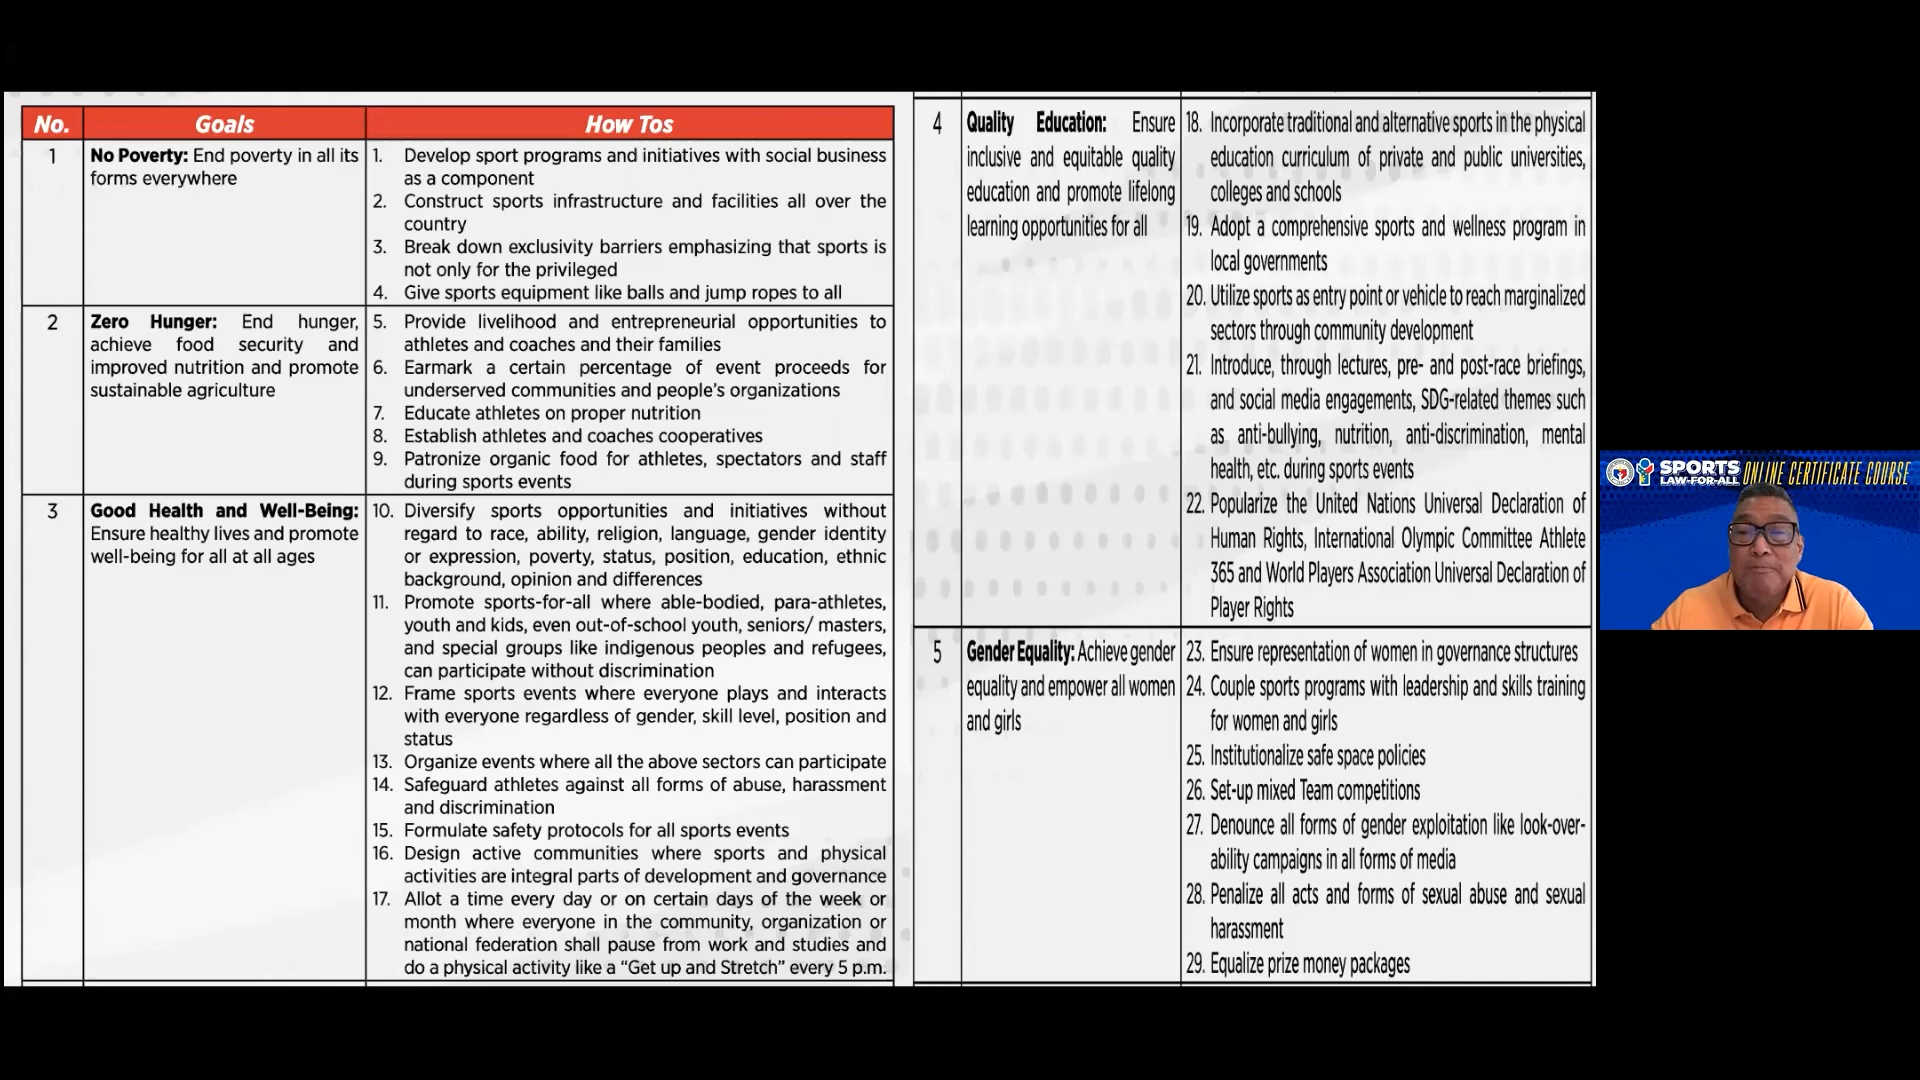 No. Goals How Tos
1 No Poverty: End poverty in all its
forms everywhere
1. Develop sport programs and initiatives with social business
as a component
2. Construct sports infrastructure and facilities all over the
country
3. Break down exclusivity barriers emphasizing that sports is
not only for the privileged
4. Give sports equipment like balls and jump ropes to all
2 Zero Hunger: End hunger,
achieve food security and
improved nutrition and promote
sustainable agriculture
5. Provide livelihood and entrepreneurial opportunities to
athletes and coaches and their families
6. Earmark a certain percentage of event proceeds for
underserved communities and people's organizations
7. Educate athletes on proper nutrition
8. Establish athletes and coaches cooperatives
9. Patronize organic food for athletes, spectators and staff
during sports events
3 Good Health and Well-Being:
Ensure healthy lives and promote
well-being for all at all ages
10. Diversify sports opportunities and initiatives without
regard to race, ability, religion, language, gender identity
or expression, poverty, status, position, education, ethnic
background, opinion and differences
11. Promote sports-for-all where able-bodied, para-athletes,
youth and kids, even out-of-school youth, seniors/ masters,
and special groups like indigenous peoples and refugees,
can participate without discrimination
12. Frame sports events where everyone plays and interacts
with everyone regardless of gender, skill level, position and
status
13. Organize events where all the above sectors can participate
14. Safeguard athletes against all forms of abuse, harassment
and discrimination
15. Formulate safety protocols for all sports events
16. Design active communities where sports and physical
activities are integral parts of development and governance
17. Allot a time every day or on certain days of the week or
month where everyone in the community, organization or
national federation shall pause from work and studies and
do a physical activity like a "Get up and Stretch" every 5 p.m.
4 Quality Education: Ensure
inclusive and equitable quality
education and promote lifelong
learning opportunities for all
18. Incorporate traditional and alternative sports in the physical
education curriculum of private and public universities,
colleges and schools
19. Adopt a comprehensive sports and wellness program in
local governments
20. Utilize sports as entry point or vehicle to reach marginalized
sectors through community development
21. Introduce, through lectures, pre- and post-race briefings,
and social media engagements, SDG-related themes such
as anti-bullying, nutrition, anti-discrimination, mental
health, etc. during sports events
22. Popularize the United Nations Universal Declaration of
Human Rights, International Olympic Committee Athlete
365 and World Players Association Universal Declaration of
Player Rights
5 Gender Equality: Achieve gender
equality and empower all women
and girls
23. Ensure representation of women in governance structures
24. Couple sports programs with leadership and skills training
for women and girls
25. Institutionalize safe space policies
26. Set-up mixed Team competitions
27. Denounce all forms of gender exploitation like look-over-
ability campaigns in all forms of media
28. Penalize all acts and forms of sexual abuse and sexual
harassment
29. Equalize prize money packages
SPORTS
LAW-FOR-ALL
ONLINE CERTIFICATE COURSE